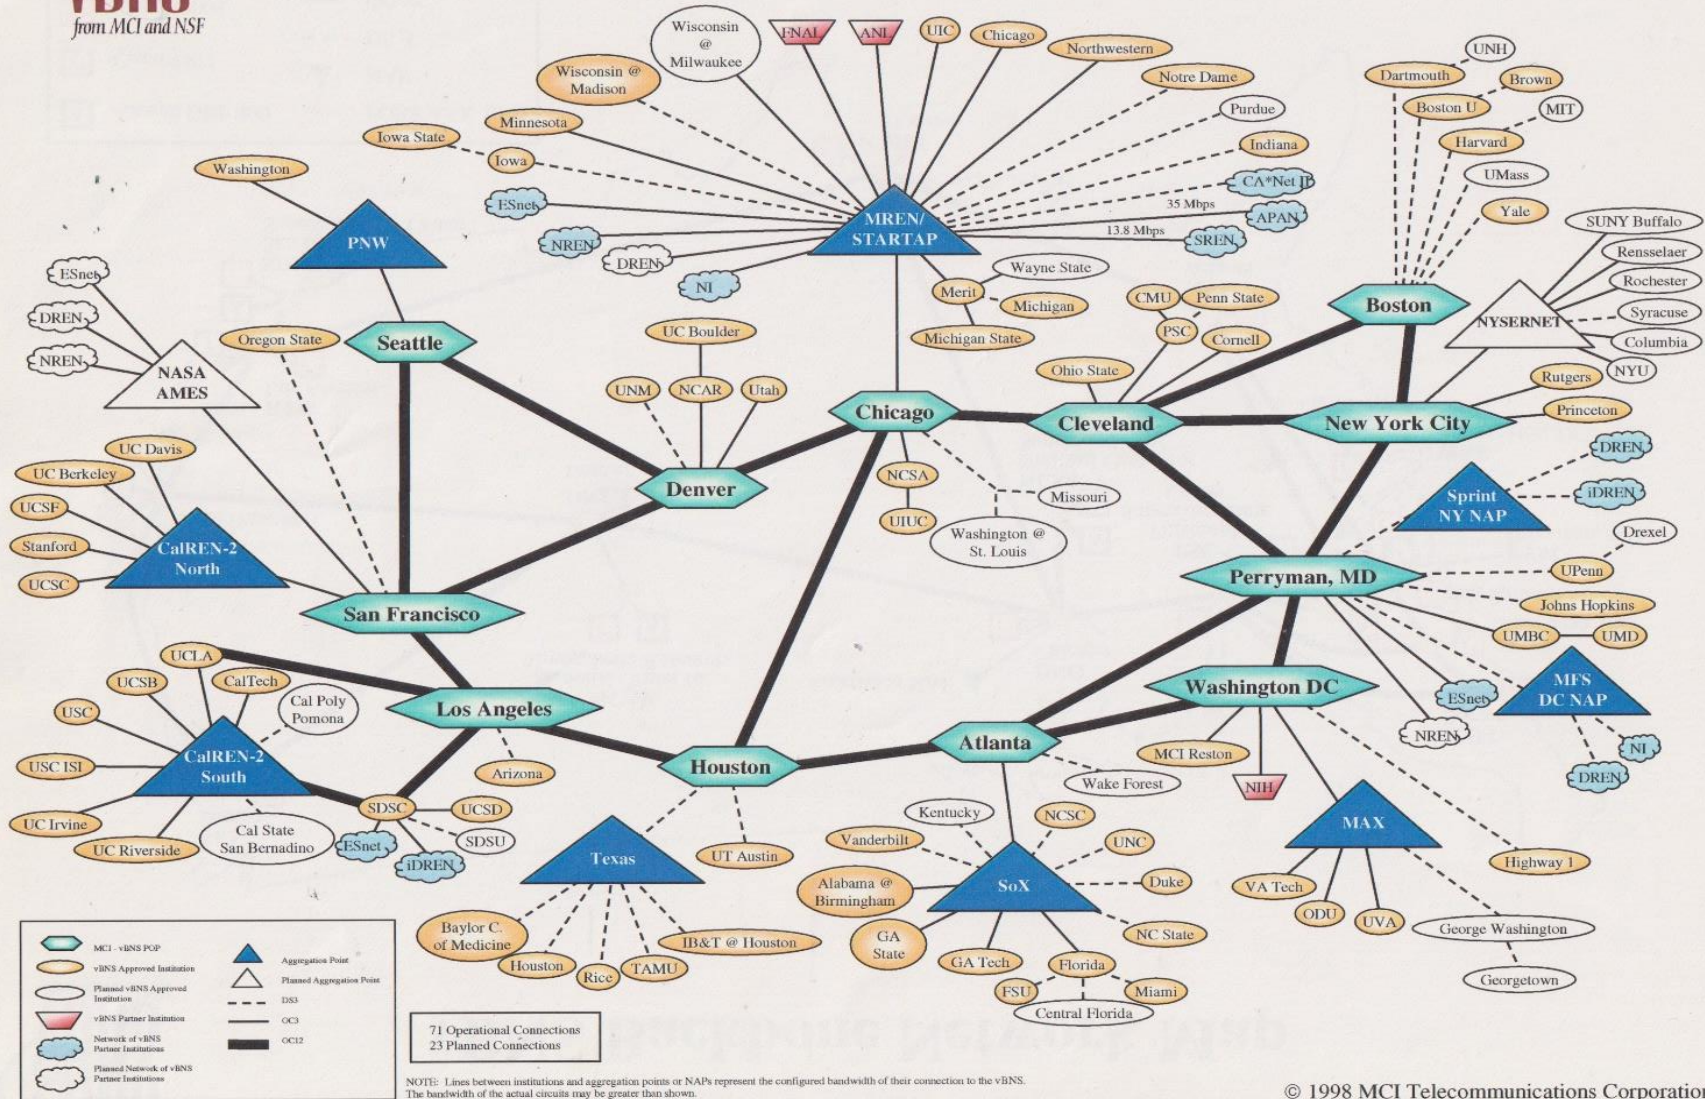 vBNS
from MCI and NSF
Wisconsin
@
Milwaukee
FNAL
ANL
UIC
Chicago
Northwestern
Wisconsin @
Madison
Notre Dame
Purdue
Indiana
CA*Net II
35 Mbps
APAN
13.8 Mbps
SREN
Minnesota
Iowa State
Iowa
ESnet
NREN
DREN
NI
MREN/
STARTAP
Wayne State
Merit
Michigan
Michigan State
UNH
Dartmouth
Brown
Boston U
MIT
Harvard
UMass
Yale
Boston
SUNY Buffalo
Rensselaer
Rochester
Syracuse
Columbia
NYU
NYSERNET
Washington
PNW
Seattle
ESnet
DREN
NREN
NASA
AMES
Oregon State
UC Boulder
UNM
NCAR
Utah
Denver
Chicago
NCSA
UIUC
Missouri
Washington @
St. Louis
CMU
Penn State
PSC
Cornell
Ohio State
Cleveland
New York City
Rutgers
Princeton
DREN
iDREN
Sprint
NY NAP
Drexel
UPenn
Johns Hopkins
UMBC
UMD
Perryman, MD
MFS
DC NAP
ESnet
NREN
NI
DREN
UC Davis
UC Berkeley
UCSF
Stanford
UCSC
CalREN-2
North
San Francisco
UCLA
UCSB
CalTech
USC
Cal Poly
Pomona
USC ISI
CalREN-2
South
UC Irvine
UC Riverside
Cal State
San Bernadino
Los Angeles
Arizona
SDSC
UCSD
SDSU
ESnet
iDREN
Houston
Texas
UT Austin
Baylor C.
of Medicine
Houston
Rice
TAMU
IB&T @ Houston
Atlanta
Wake Forest
Kentucky
NCSC
Vanderbilt
UNC
Alabama @
Birmingham
SoX
Duke
GA
State
NC State
GA Tech
Florida
FSU
Miami
Central Florida
Washington DC
MCI Reston
NIH
MAX
Highway 1
VA Tech
ODU
UVA
George Washington
Georgetown
MCI - vBNS POP
vBNS Approved Institution
Planned vBNS Approved
Institution
vBNS Partner Institution
Network of vBNS
Partner Institutions
Planned Network of vBNS
Partner Institutions
Aggregation Point
Planned Aggregation Point
DS3
OC3
OC12
71 Operational Connections
23 Planned Connections
NOTE: Lines between institutions and aggregation points or NAPs represent the configured bandwidth of their connection to the vBNS.
The bandwidth of the actual circuits may be greater than shown.
© 1998 MCI Telecommunications Corporation